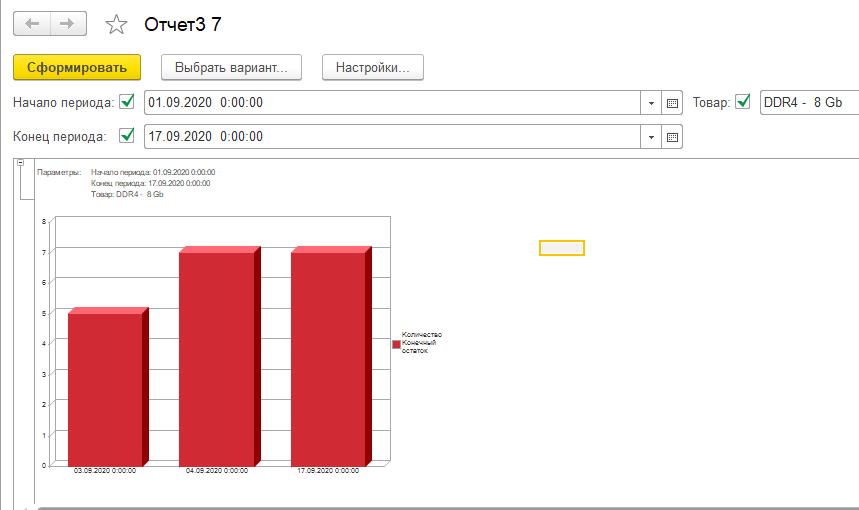 Отчет3 7
Сформировать
Выбрать вариант...
Настройки...
Начало периода: 01.09.2020 0:00:00 Товар: DDR4 - 8 Gb
Конец периода: 17.09.2020 0:00:00
Параметры: Начало периода: 01.09.2020 0:00:00
Конец периода: 17.09.2020 0:00:00
Товар: DDR4 - 8 Gb
8
7
6
5
4
3
2
1
0
03.09.2020 0:00:00 04.09.2020 0:00:00 17.09.2020 0:00:00
Количество
Конечный
остаток